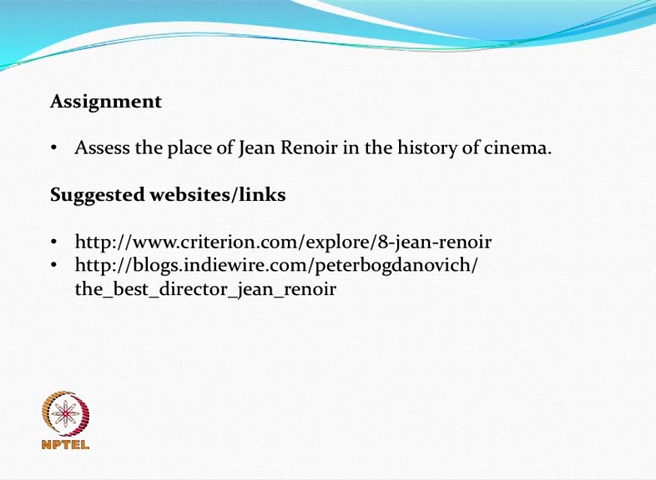 Assignment
• Assess the place of Jean Renoir in the history of cinema.
Suggested websites/links
• http://www.criterion.com/explore/8-jean-renoir
• http://blogs.indiewire.com/peterbogdanovich/
the_best_director_jean_renoir
NPTEL